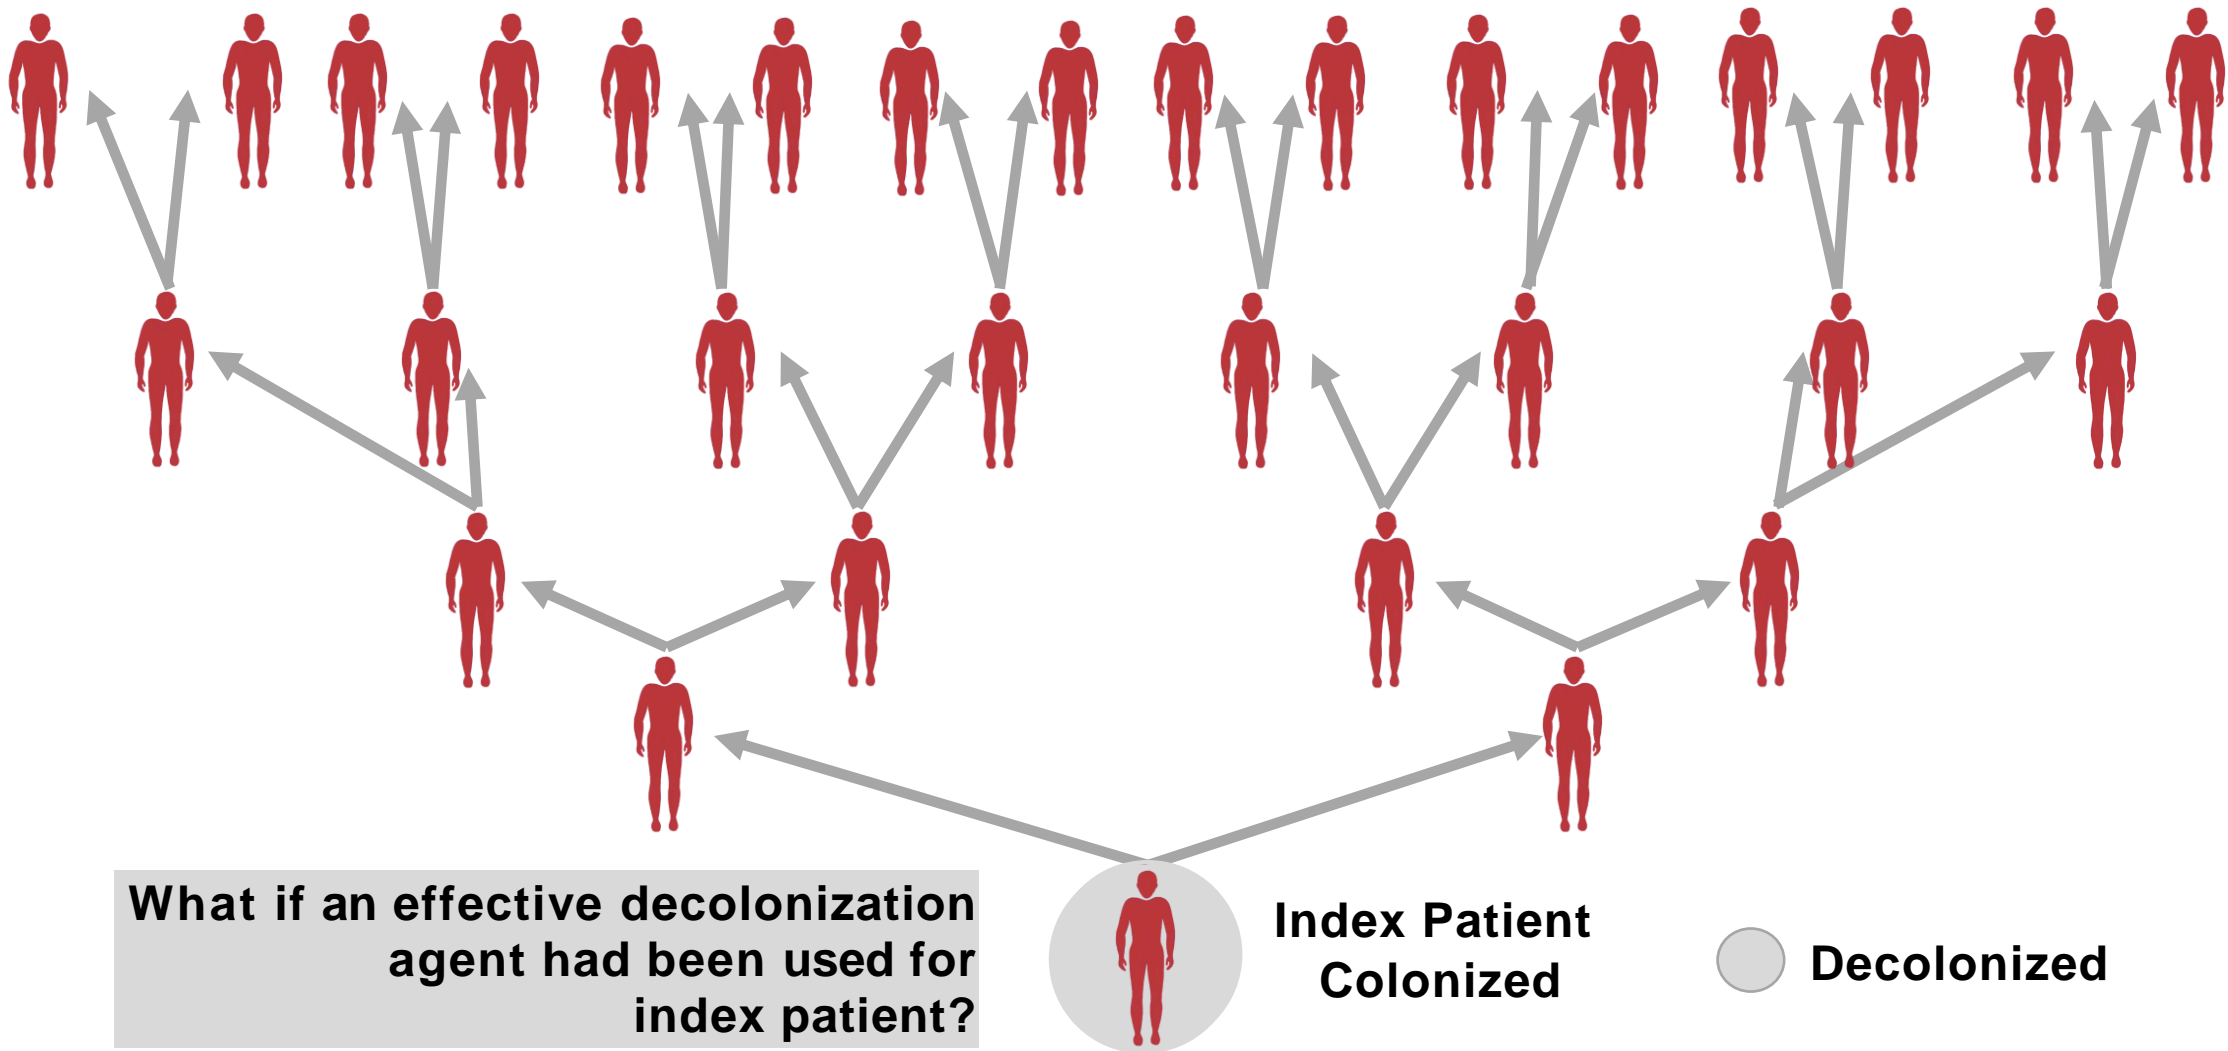 What if an effective decolonization
agent had been used for
index patient?
Index Patient
Colonized
Decolonized